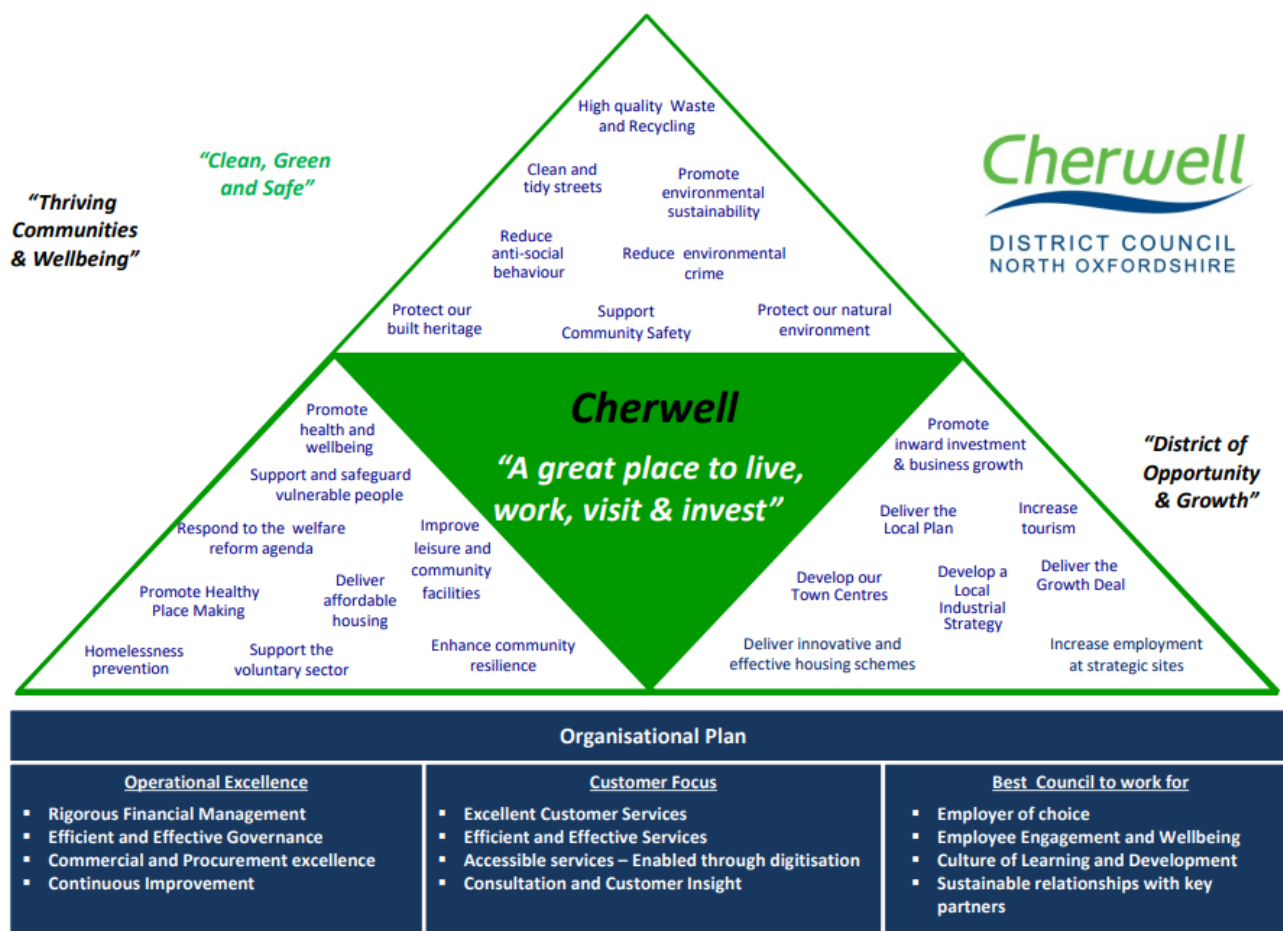 High quality Waste
and Recycling
“Clean, Green
and Safe”
Clean and
tidy streets
Promote
environmental
sustainability
Cherwell
DISTRICT COUNCIL
NORTH OXFORDSHIRE
“Thriving
Communities
& Wellbeing”
Reduce
anti-social
behaviour
Reduce environmental
crime
Protect our
built heritage
Support
Community Safety
Protect our natural
environment
Cherwell
“A great place to live,
work, visit & invest”
Promote
health and
wellbeing
Support and safeguard
vulnerable people
Respond to the welfare
reform agenda
Improve
leisure and
community
facilities
Promote Healthy
Place Making
Deliver
affordable
housing
Homelessness
prevention
Support the
voluntary sector
Enhance community
resilience
Promote
inward investment
& business growth
“District of
Opportunity
& Growth”
Deliver the
Local Plan
Increase
tourism
Develop our
Town Centres
Develop a
Local
Industrial
Strategy
Deliver the
Growth Deal
Deliver innovative and
effective housing schemes
Increase employment
at strategic sites
Organisational Plan
Operational Excellence
▪ Rigorous Financial Management
▪ Efficient and Effective Governance
▪ Commercial and Procurement excellence
▪ Continuous Improvement
Customer Focus
▪ Excellent Customer Services
▪ Efficient and Effective Services
▪ Accessible services – Enabled through digitisation
▪ Consultation and Customer Insight
Best Council to work for
▪ Employer of choice
▪ Employee Engagement and Wellbeing
▪ Culture of Learning and Development
▪ Sustainable relationships with key
partners